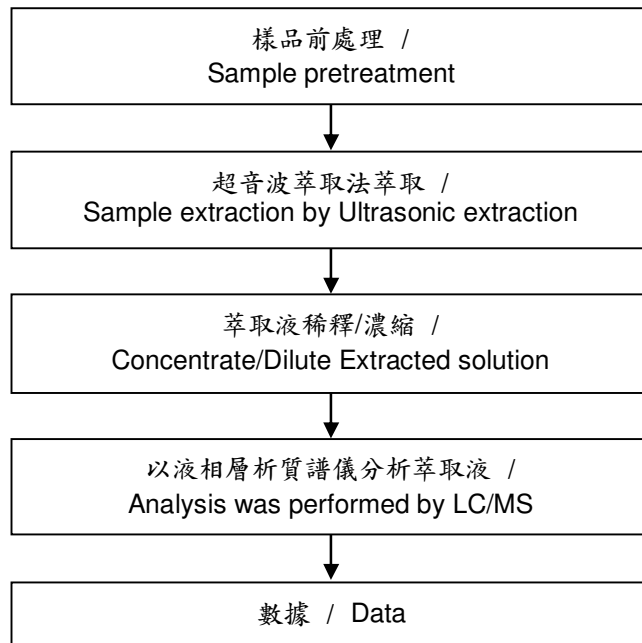 樣品前處理 /
Sample pretreatment
超音波萃取法萃取 /
Sample extraction by Ultrasonic extraction
萃取液稀釋/濃縮 /
Concentrate/Dilute Extracted solution
以液相層析質譜儀分析萃取液 /
Analysis was performed by LC/MS
數據 / Data